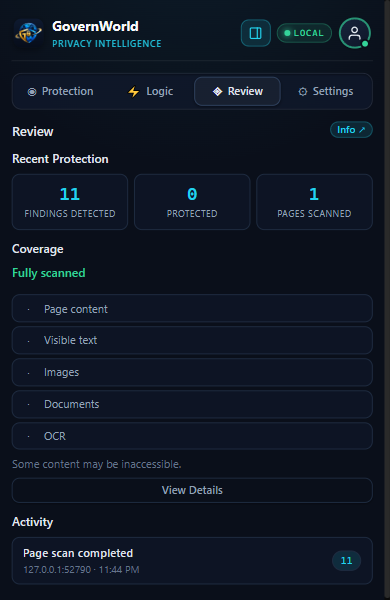 GovernWorld
PRIVACY INTELLIGENCE
LOCAL
Protection
Logic
Review
Settings
Review
Info ↗
Recent Protection
11
FINDINGS DETECTED
0
PROTECTED
1
PAGES SCANNED
Coverage
Fully scanned
· Page content
· Visible text
· Images
· Documents
· OCR
Some content may be inaccessible.
View Details
Activity
Page scan completed
127.0.0.1:52790 · 11:44 PM
11